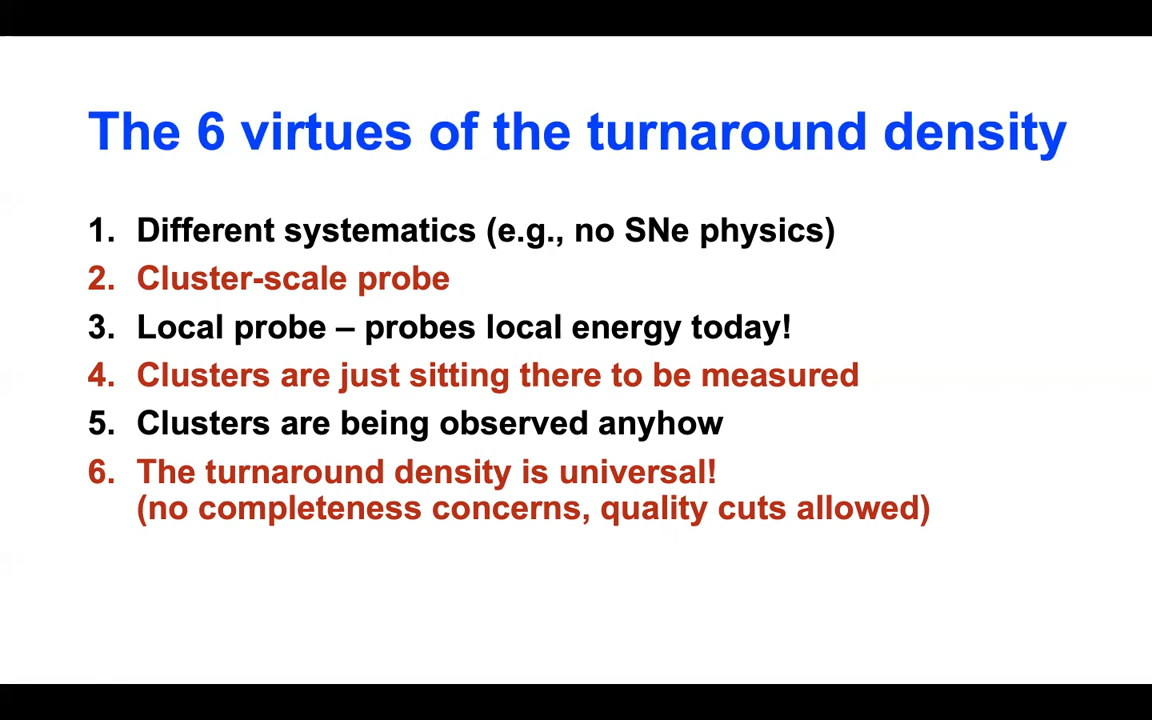 The 6 virtues of the turnaround density
1. Different systematics (e.g., no SNe physics)
2. Cluster-scale probe
3. Local probe – probes local energy today!
4. Clusters are just sitting there to be measured
5. Clusters are being observed anyhow
6. The turnaround density is universal!
(no completeness concerns, quality cuts allowed)